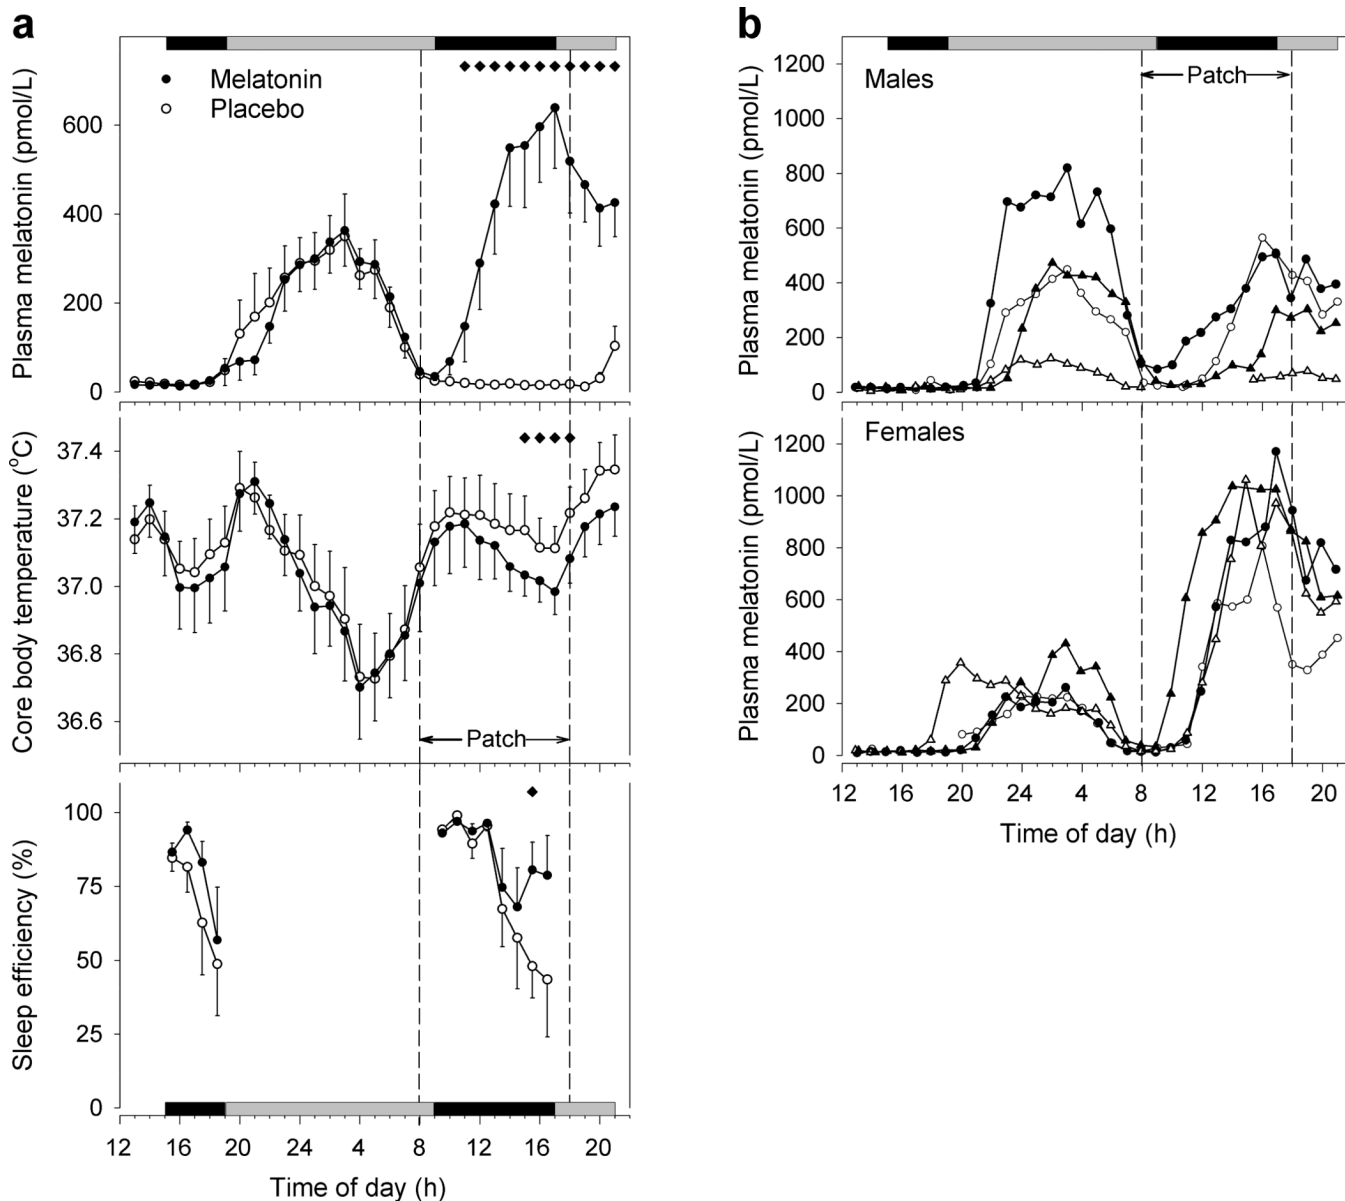 a
Plasma melatonin (pmol/L)
600
400
200
0
Melatonin
Placebo
Core body temperature (°C)
37.4
37.2
37.0
36.8
36.6
Patch
Sleep efficiency (%)
100
75
50
25
0
12 16 20 24 4 8 12 16 20
Time of day (h)
b
Plasma melatonin (pmol/L)
1200
1000
800
600
400
200
0
Males
Patch
Plasma melatonin (pmol/L)
1200
1000
800
600
400
200
0
Females
12 16 20 24 4 8 12 16 20
Time of day (h)